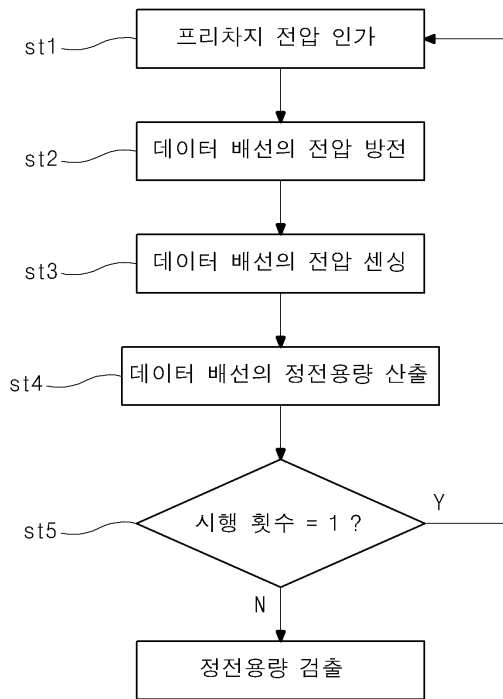 st1
프리차지 전압 인가
st2
데이터 배선의 전압 방전
st3
데이터 배선의 전압 센싱
st4
데이터 배선의 정전용량 산출
st5
시행 횟수 = 1 ?
Y
N
정전용량 검출